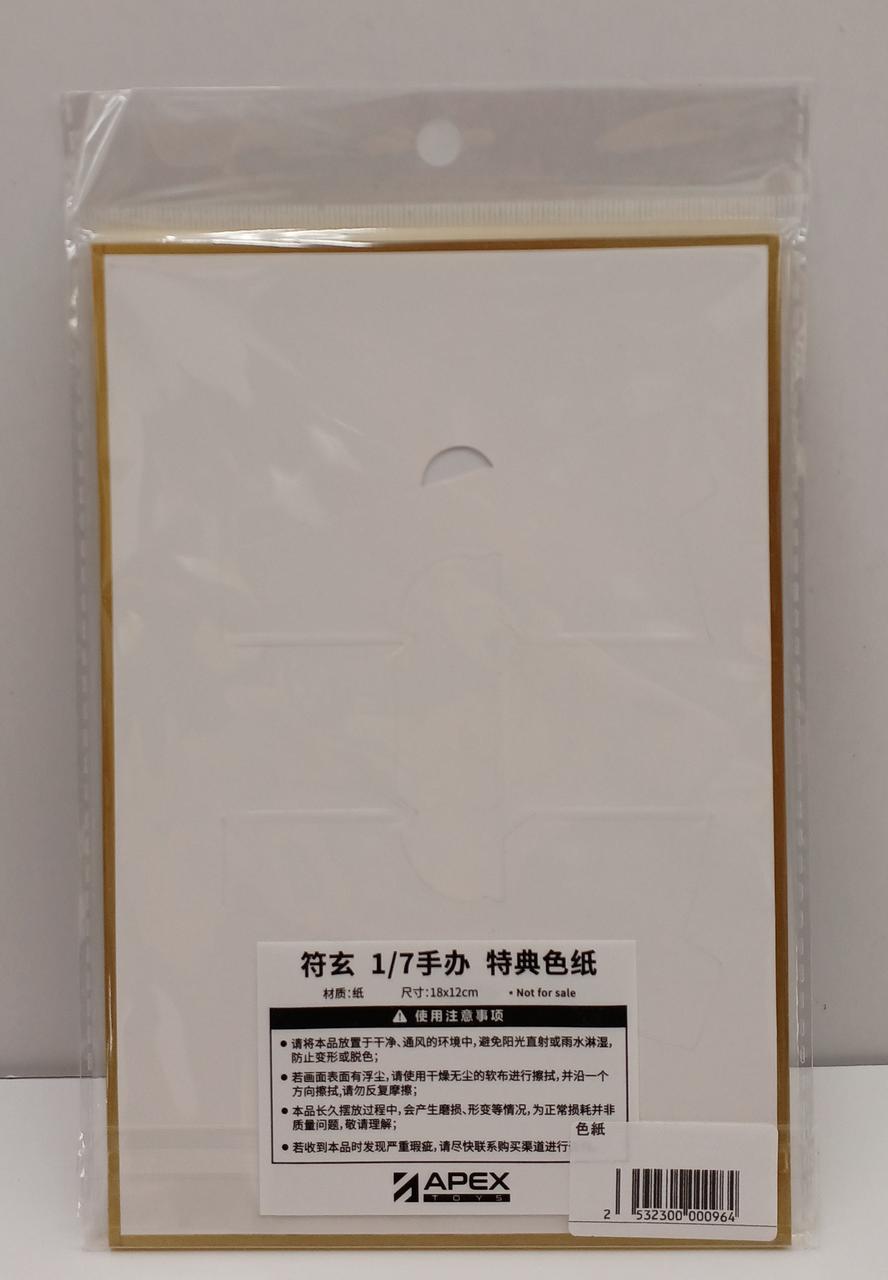 符玄 1/7手办 特典色纸
材质:纸 尺寸:18x12cm • Not for sale
使用注意事项
● 请将本品放置于干净、通风的环境中,避免阳光直射或雨水淋湿,
防止变形或脱色;
● 若画面表面有浮尘,请使用干燥无尘的软布进行擦拭,并沿一个
方向擦拭,请勿反复摩擦;
● 本品长久摆放过程中,会产生磨损、形变等情况,为正常损耗并非
质量问题,敬请理解;
● 若收到本品时发现严重瑕疵,请尽快联系购买渠道进行
APEX
TOYS
色紙
2 532300 000964